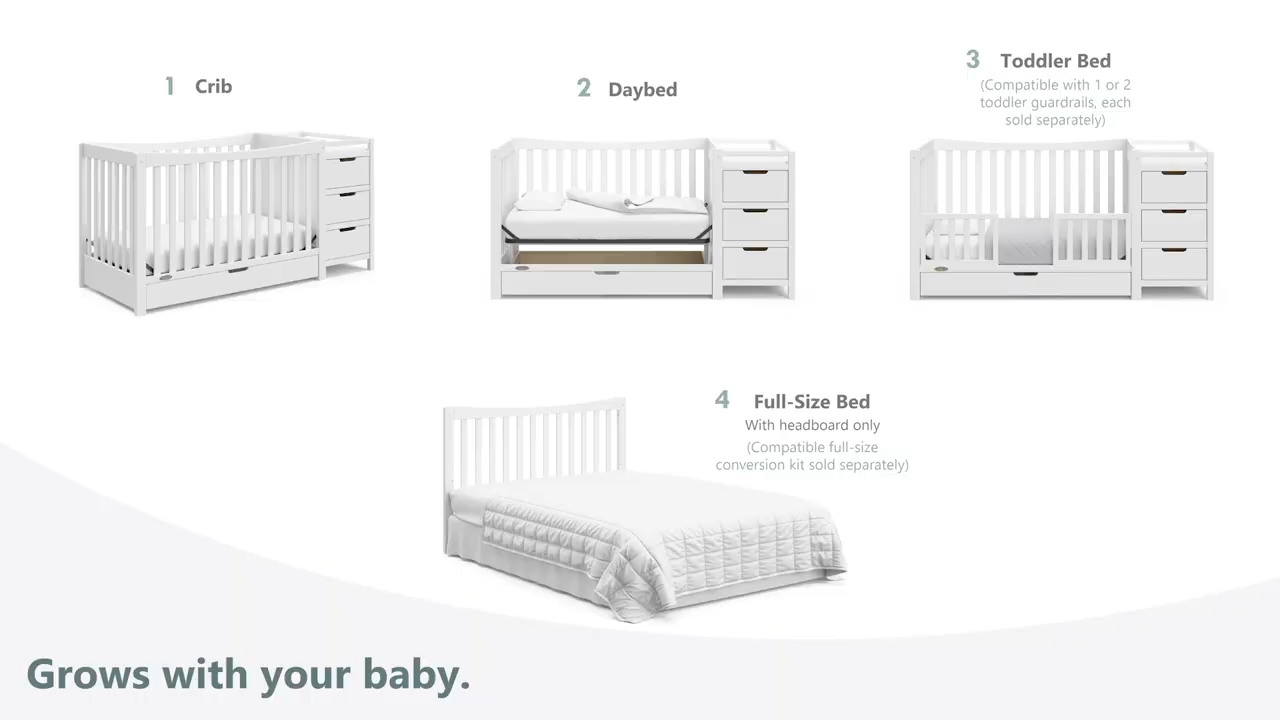 1 Crib
2 Daybed
3 Toddler Bed
(Compatible with 1 or 2
toddler guardrails, each
sold separately)
4 Full-Size Bed
With headboard only
(Compatible full-size
conversion kit sold separately)
Grows with your baby.